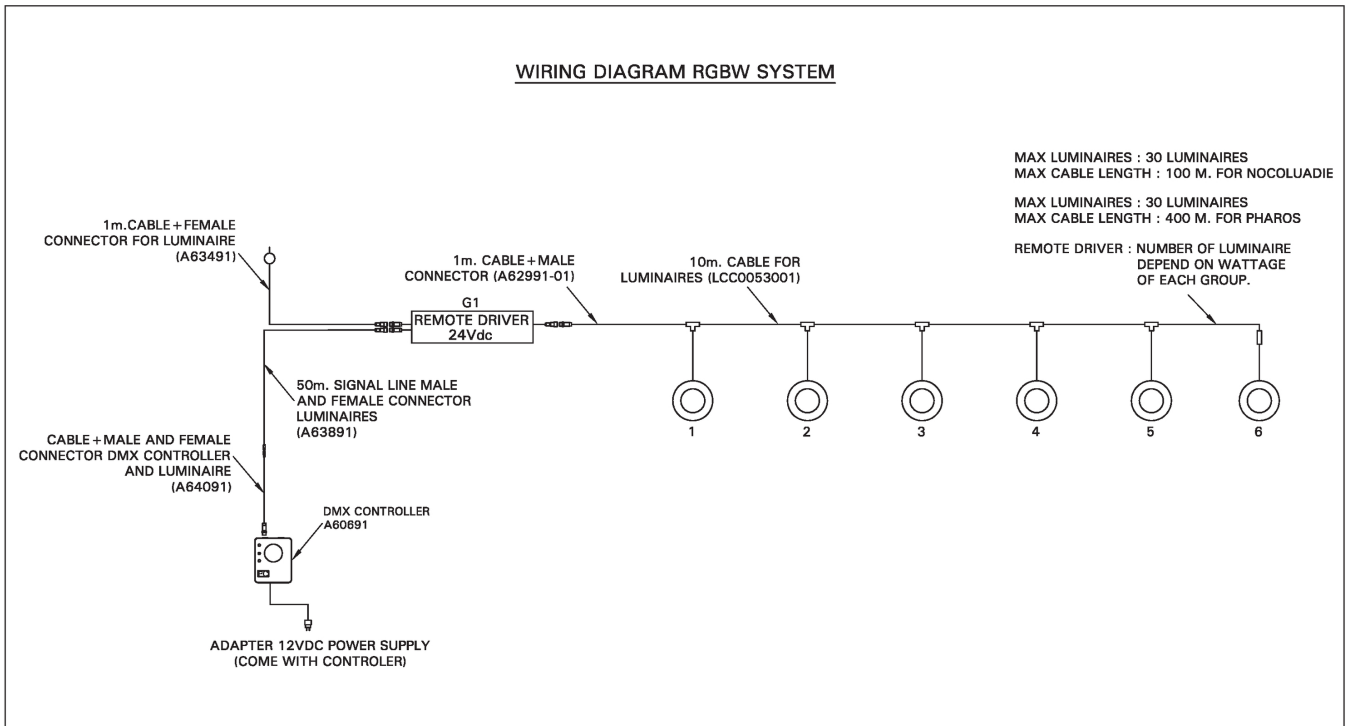 WIRING DIAGRAM RGBW SYSTEM
MAX LUMINAIRES : 30 LUMINAIRES
MAX CABLE LENGTH : 100 M. FOR NOCOLUADIE
MAX LUMINAIRES : 30 LUMINAIRES
MAX CABLE LENGTH : 400 M. FOR PHAROS
REMOTE DRIVER : NUMBER OF LUMINAIRE
DEPEND ON WATTAGE
OF EACH GROUP.
1m.CABLE+FEMALE
CONNECTOR FOR LUMINAIRE
(A63491)
1m. CABLE+MALE
CONNECTOR (A62991-01)
10m. CABLE FOR
LUMINAIRES (LCC0053001)
G1
REMOTE DRIVER
24Vdc
50m. SIGNAL LINE MALE
AND FEMALE CONNECTOR
LUMINAIRES
(A63891)
1
2
3
4
5
6
CABLE+MALE AND FEMALE
CONNECTOR DMX CONTROLLER
AND LUMINAIRE
(A64091)
DMX CONTROLLER
A60691
ADAPTER 12VDC POWER SUPPLY
(COME WITH CONTROLER)